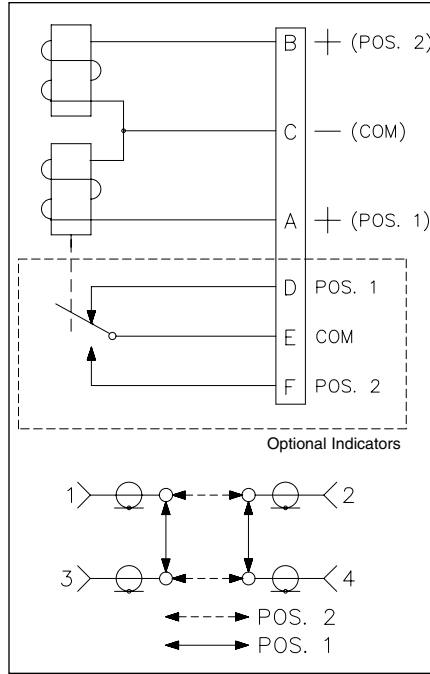 B + (POS. 2)
C — (COM)
A + (POS. 1)
D POS. 1
E COM
F POS. 2
Optional Indicators
1 2
3 4
POS. 2
POS. 1